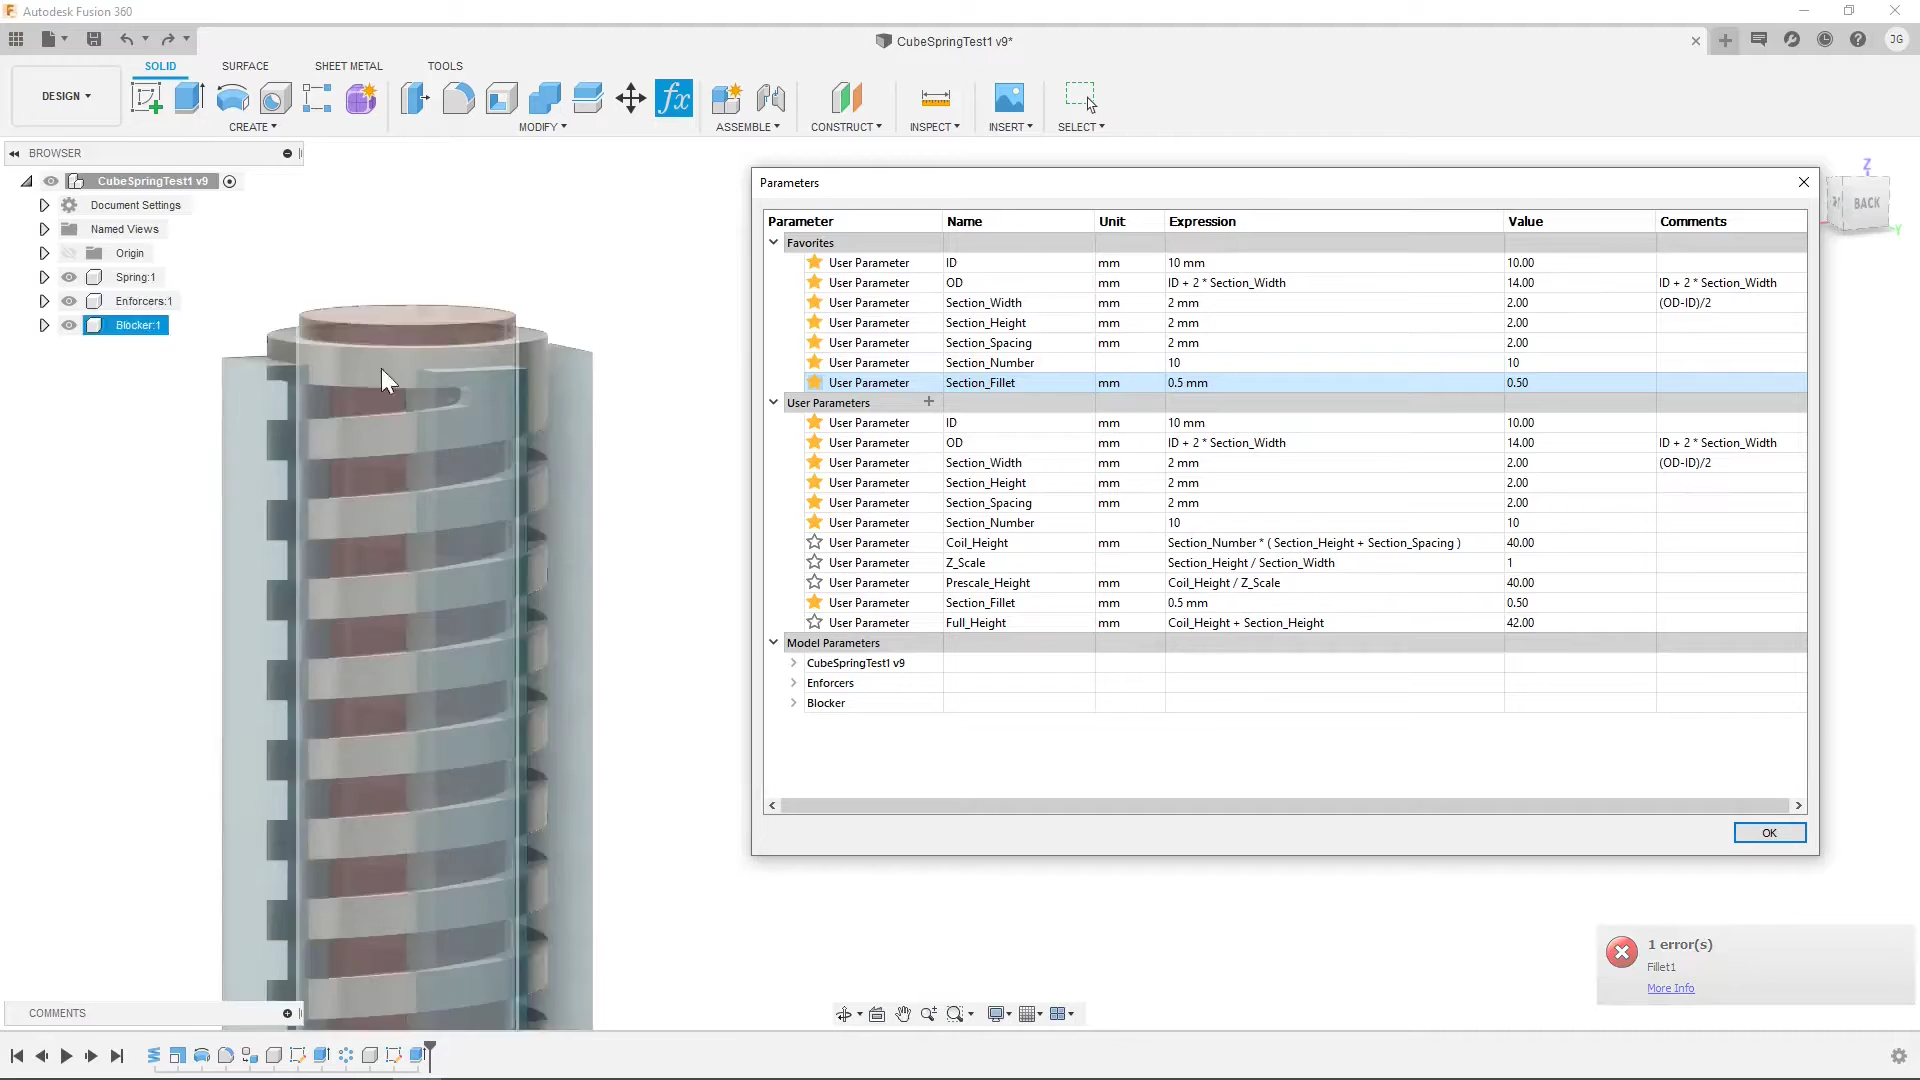 Autodesk Fusion 360
CubeSpringTest1 v9*
JG
DESIGN
SOLID SURFACE SHEET METAL TOOLS
CREATE MODIFY ASSEMBLE CONSTRUCT INSPECT INSERT SELECT
fx
BROWSER
CubeSpringTest1 v9
Document Settings
Named Views
Origin
Spring:1
Enforcers:1
Blocker:1
Z
BACK
Y
Parameters
Parameter Name Unit Expression Value Comments
Favorites
User Parameter ID mm 10 mm 10.00
User Parameter OD mm ID + 2 * Section_Width 14.00 ID + 2 * Section_Width
User Parameter Section_Width mm 2 mm 2.00 (OD-ID)/2
User Parameter Section_Height mm 2 mm 2.00
User Parameter Section_Spacing mm 2 mm 2.00
User Parameter Section_Number 10 10
User Parameter Section_Fillet mm 0.5 mm 0.50
User Parameters +
User Parameter ID mm 10 mm 10.00
User Parameter OD mm ID + 2 * Section_Width 14.00 ID + 2 * Section_Width
User Parameter Section_Width mm 2 mm 2.00 (OD-ID)/2
User Parameter Section_Height mm 2 mm 2.00
User Parameter Section_Spacing mm 2 mm 2.00
User Parameter Section_Number 10 10
User Parameter Coil_Height mm Section_Number * ( Section_Height + Section_Spacing ) 40.00
User Parameter Z_Scale Section_Height / Section_Width 1
User Parameter Prescale_Height mm Coil_Height / Z_Scale 40.00
User Parameter Section_Fillet mm 0.5 mm 0.50
User Parameter Full_Height mm Coil_Height + Section_Height 42.00
Model Parameters
CubeSpringTest1 v9
Enforcers
Blocker
OK
1 error(s)
Fillet1
More Info
COMMENTS